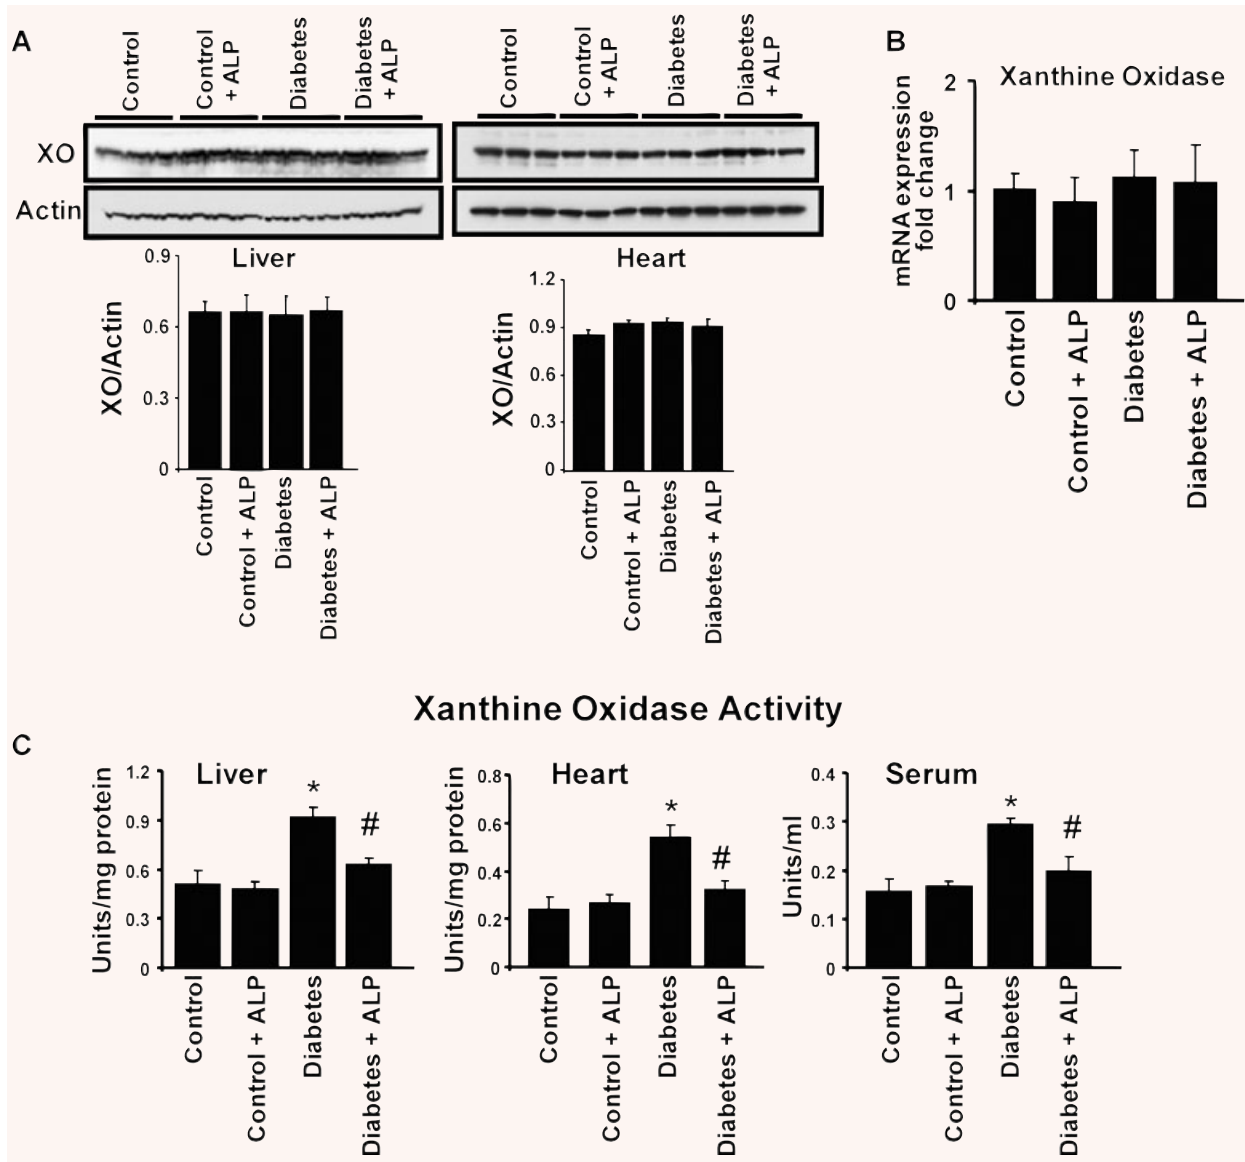 A
Control
Control
+ ALP
Diabetes
Diabetes
+ ALP
Control
Control
+ ALP
Diabetes
Diabetes
+ ALP
XO
Actin
Liver
XO/Actin
0.9
0.6
0.3
0
Control
Control + ALP
Diabetes
Diabetes + ALP
Heart
XO/Actin
1.2
0.9
0.6
0.3
0
Control
Control + ALP
Diabetes
Diabetes + ALP
B
Xanthine Oxidase
mRNA expression
fold change
2
1
0
Control
Control + ALP
Diabetes
Diabetes + ALP
Xanthine Oxidase Activity
C
Liver
Units/mg protein
1.2
0.9
0.6
0.3
0
*
#
Control
Control + ALP
Diabetes
Diabetes + ALP
Heart
Units/mg protein
0.8
0.6
0.4
0.2
0
*
#
Control
Control + ALP
Diabetes
Diabetes + ALP
Serum
Units/ml
0.4
0.3
0.2
0.1
0
*
#
Control
Control + ALP
Diabetes
Diabetes + ALP